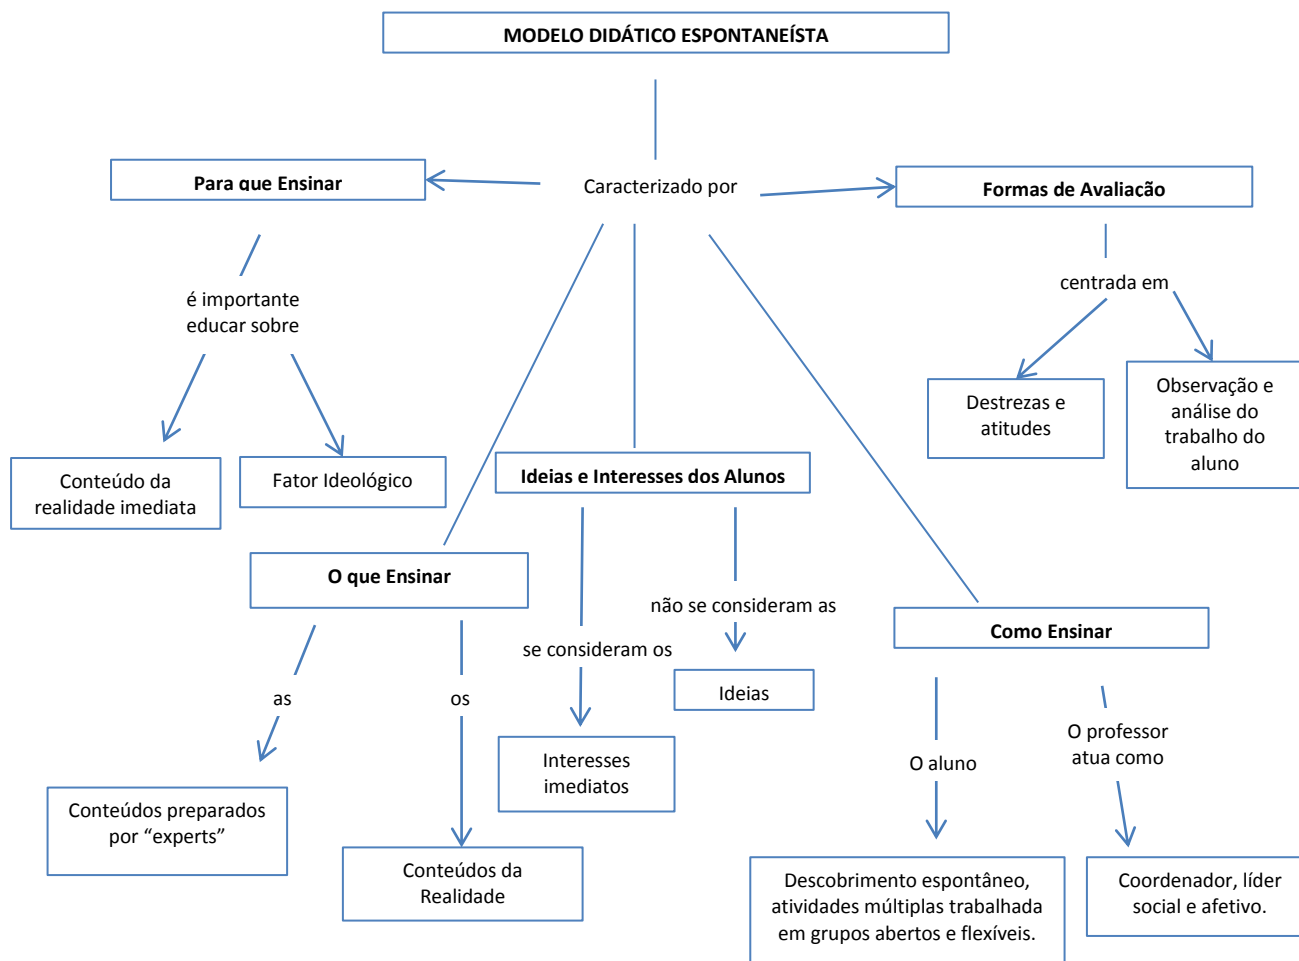 MODELO DIDÁTICO ESPONTANEÍSTA
Caracterizado por
Para que Ensinar
Formas de Avaliação
é importante
educar sobre
centrada em
Conteúdo da
realidade imediata
Fator Ideológico
Destrezas e
atitudes
Observação e
análise do
trabalho do
aluno
Ideias e Interesses dos Alunos
O que Ensinar
Como Ensinar
não se consideram as
se consideram os
Ideias
Interesses
imediatos
as
os
Conteúdos preparados
por “experts”
Conteúdos da
Realidade
O aluno
O professor
atua como
Descobrimento espontâneo,
atividades múltiplas trabalhada
em grupos abertos e flexíveis.
Coordenador, líder
social e afetivo.